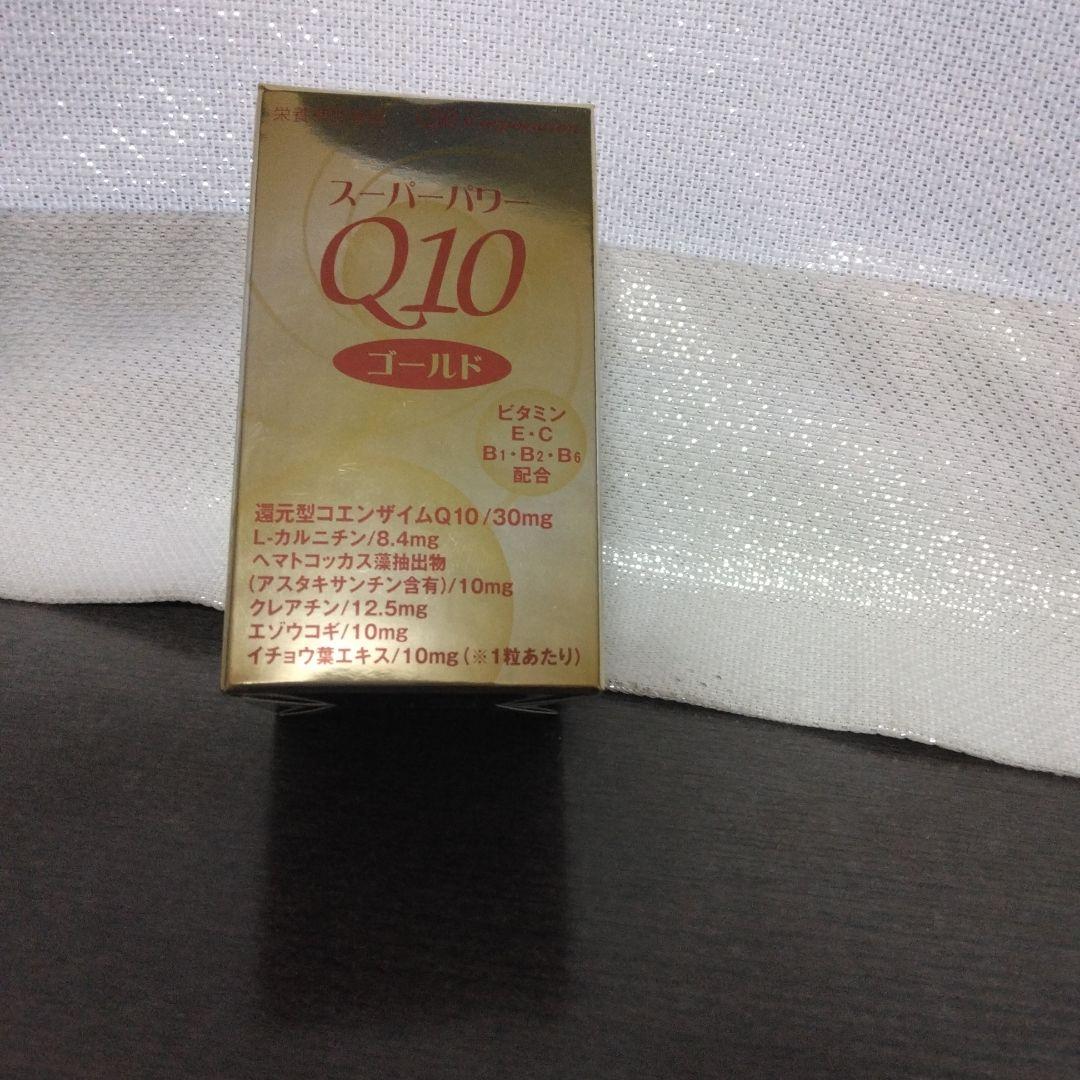 スーパーパワー
Q10
ゴールド
ビタミン
E・C
B1・B2・B6
配合
還元型コエンザイムQ10/30mg
L-カルニチン/8.4mg
ヘマトコッカス藻抽出物
(アスタキサンチン含有)/10mg
クレアチン/12.5mg
エゾウコギ/10mg
イチョウ葉エキス/10mg(※1粒あたり)